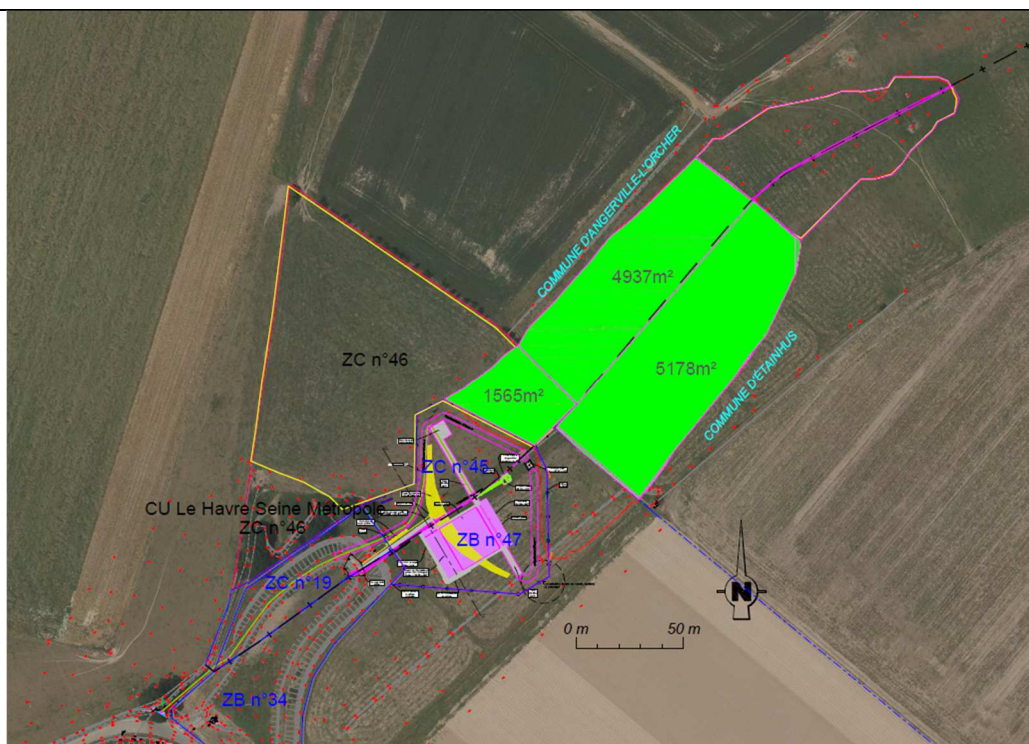 COMMUNE D'ANGERVILLE-L'ORCHER
4937m²
ZC n°46
5178m²
COMMUNE D'ÉTAINHUS
1565m²
ZC n°45
CU Le Havre Seine Métropole
ZC n°46
ZB n°47
ZC n°19
N
0 m 50 m
ZB n°34